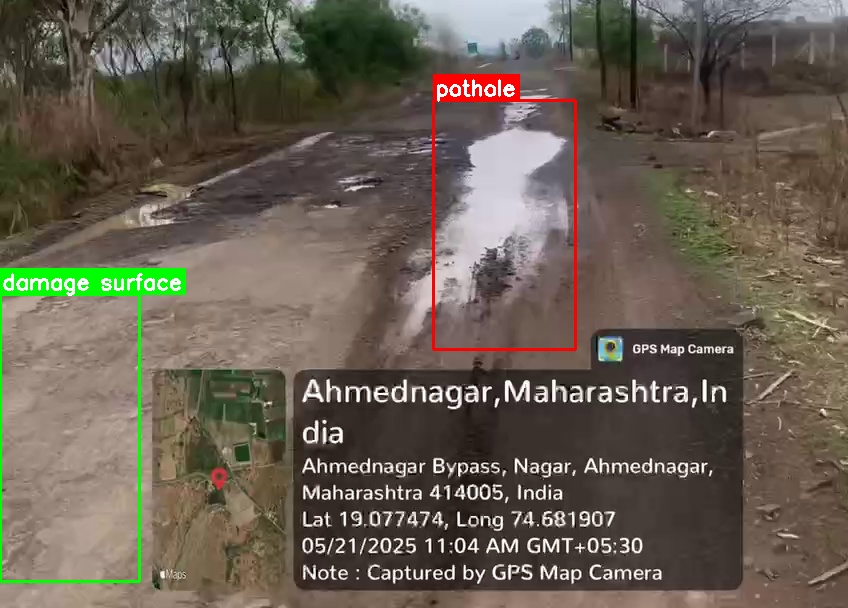 pothole
damage surface
GPS Map Camera
Ahmednagar,Maharashtra,In
dia
Ahmednagar Bypass, Nagar, Ahmednagar,
Maharashtra 414005, India
Lat 19.077474, Long 74.681907
05/21/2025 11:04 AM GMT+05:30
Note : Captured by GPS Map Camera
Maps